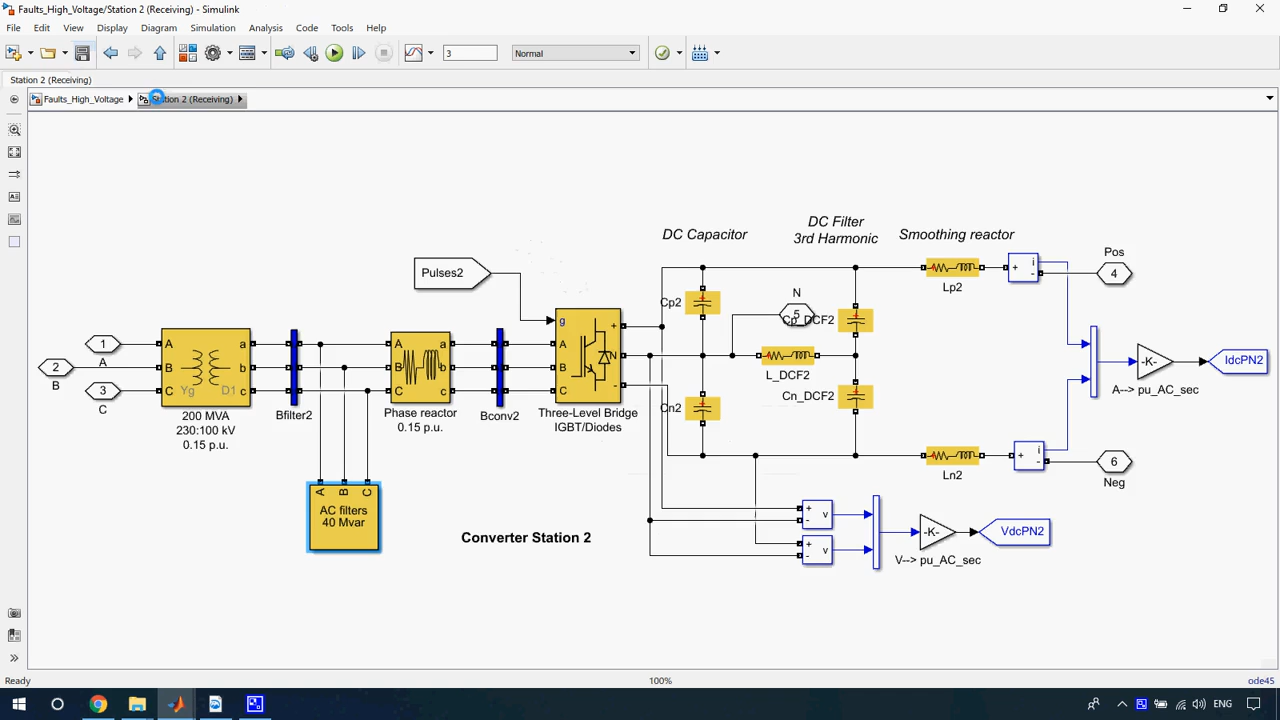 Faults_High_Voltage/Station 2 (Receiving) - Simulink
File Edit View Display Diagram Simulation Analysis Code Tools Help
3
Normal
Station 2 (Receiving)
Faults_High_Voltage
Station 2 (Receiving)
DC Capacitor
DC Filter
3rd Harmonic
Smoothing reactor
Pulses2
g
A
B
C
+
N
-
Three-Level Bridge
IGBT/Diodes
1
A
2
B
3
C
A
B
C
a
b
c
Yg
D1
200 MVA
230:100 kV
0.15 p.u.
Bfilter2
A
B
C
a
b
c
Phase reactor
0.15 p.u.
Bconv2
A
B
C
AC filters
40 Mvar
Converter Station 2
Cp2
Cn2
N
5
Cp_DCF2
L_DCF2
Cn_DCF2
Lp2
Ln2
+
i
-
Pos
4
+
i
-
6
Neg
-K-
A--> pu_AC_sec
IdcPN2
+
-
v
+
-
v
-K-
V--> pu_AC_sec
VdcPN2
Ready
100%
ode45
ENG